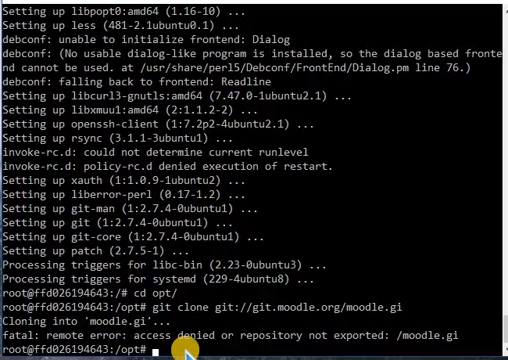 Setting up libpopt0:amd64 (1.16-10) ...
Setting up less (481-2.1ubuntu0.1) ...
debconf: unable to initialize frontend: Dialog
debconf: (No usable dialog-like program is installed, so the dialog based fronte
nd cannot be used. at /usr/share/perl5/Debconf/FrontEnd/Dialog.pm line 76.)
debconf: falling back to frontend: Readline
Setting up libcurl3-gnutls:amd64 (7.47.0-1ubuntu2.1) ...
Setting up libxmuu1:amd64 (2:1.1.2-2) ...
Setting up openssh-client (1:7.2p2-4ubuntu2.1) ...
Setting up rsync (3.1.1-3ubuntu1) ...
invoke-rc.d: could not determine current runlevel
invoke-rc.d: policy-rc.d denied execution of restart.
Setting up xauth (1:1.0.9-1ubuntu2) ...
Setting up liberror-perl (0.17-1.2) ...
Setting up git-man (1:2.7.4-0ubuntu1) ...
Setting up git (1:2.7.4-0ubuntu1) ...
Setting up git-core (1:2.7.4-0ubuntu1) ...
Setting up patch (2.7.5-1) ...
Processing triggers for libc-bin (2.23-0ubuntu3) ...
Processing triggers for systemd (229-4ubuntu8) ...
root@ffd026194643:/# cd opt/
root@ffd026194643:/opt# git clone git://git.moodle.org/moodle.gi
Cloning into 'moodle.gi'...
fatal: remote error: access denied or repository not exported: /moodle.gi
root@ffd026194643:/opt#